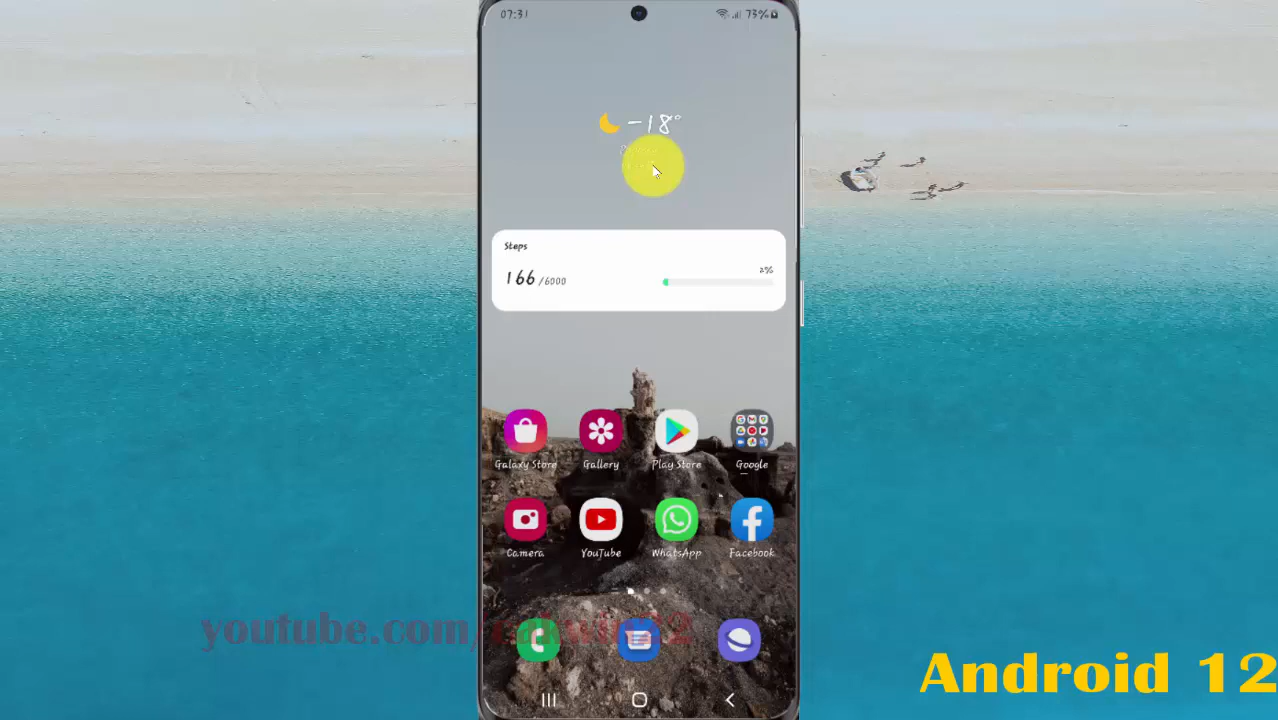 07:31
73%
-18°
Steps
166 /6000
2%
Galaxy Store
Gallery
Play Store
Google
Camera
YouTube
WhatsApp
Facebook
youtube.com/
Android 12